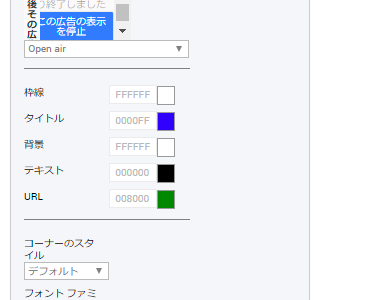 後その広
の終了しました
この広告の表示を停止
Open air
枠線 FFFFFF
タイトル 0000FF
背景 FFFFFF
テキスト 000000
URL 008000
コーナーのスタイル
デフォルト
フォント ファミ